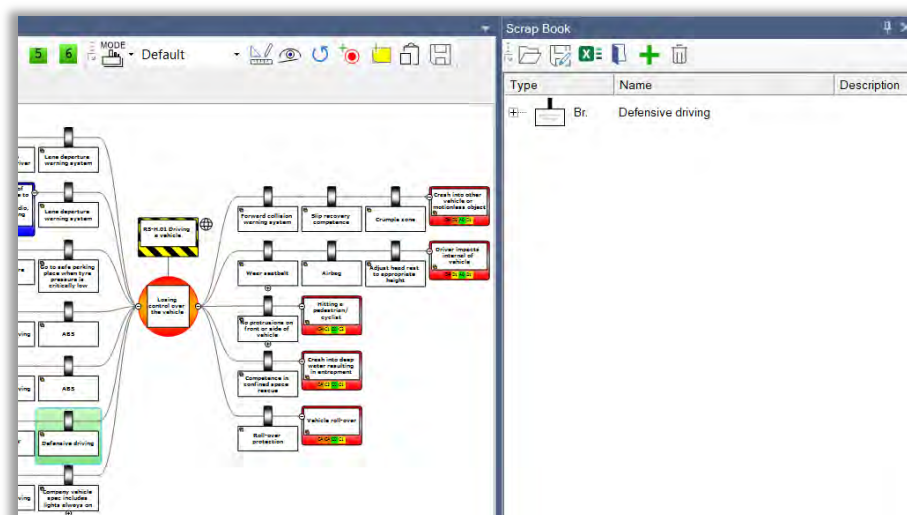 Scrap Book
5
6
MODE
Default
Type
Name
Description
Br.
Defensive driving
Lane departure
warning system
Lane departure
warning system
Go to safe parking
place when tyre
pressure is
critically low
ABS
ABS
Defensive driving
Company vehicle
spec includes
lights always on
RS-H.01 Driving
a vehicle
Losing
control over
the vehicle
Forward collision
warning system
Slip recovery
competence
Crumple zone
Crash into other
vehicle or
motionless object
Wear seatbelt
Airbag
Adjust head rest
to appropriate
height
Driver impacts
internal of
vehicle
No protrusions on
front or side of
vehicle
Hitting a
pedestrian/
cyclist
Competence in
confined space
rescue
Crash into deep
water resulting
in entrapment
Roll-over
protection
Vehicle roll-over